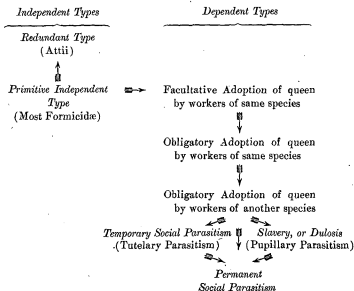 Independent Types Dependent Types
Redundant Type
(Attii)
Primitive Independent
Type
(Most Formicidæ)
Facultative Adoption of queen
by workers of same species
Obligatory Adoption of queen
by workers of same species
Obligatory Adoption of queen
by workers of another species
Temporary Social Parasitism
(Tutelary Parasitism)
Slavery, or Dulosis
(Pupillary Parasitism)
Permanent
Social Parasitism